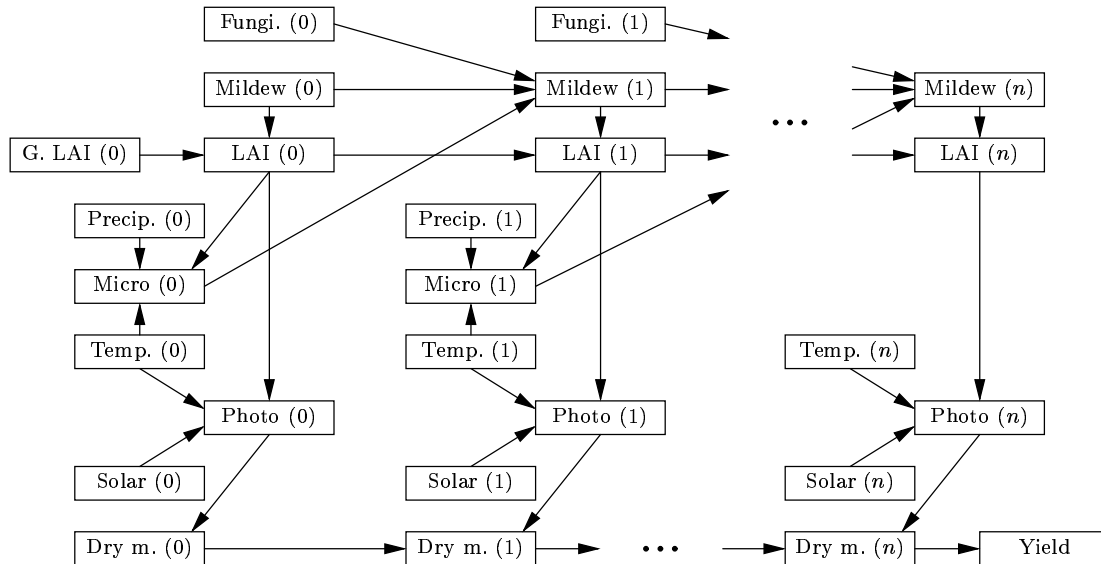 Fungi. (0)
Fungi. (1)
Mildew (0)
Mildew (1)
Mildew (n)
...
G. LAI (0)
LAI (0)
LAI (1)
LAI (n)
Precip. (0)
Precip. (1)
Micro (0)
Micro (1)
Temp. (0)
Temp. (1)
Temp. (n)
Photo (0)
Photo (1)
Photo (n)
Solar (0)
Solar (1)
Solar (n)
Dry m. (0)
Dry m. (1)
...
Dry m. (n)
Yield